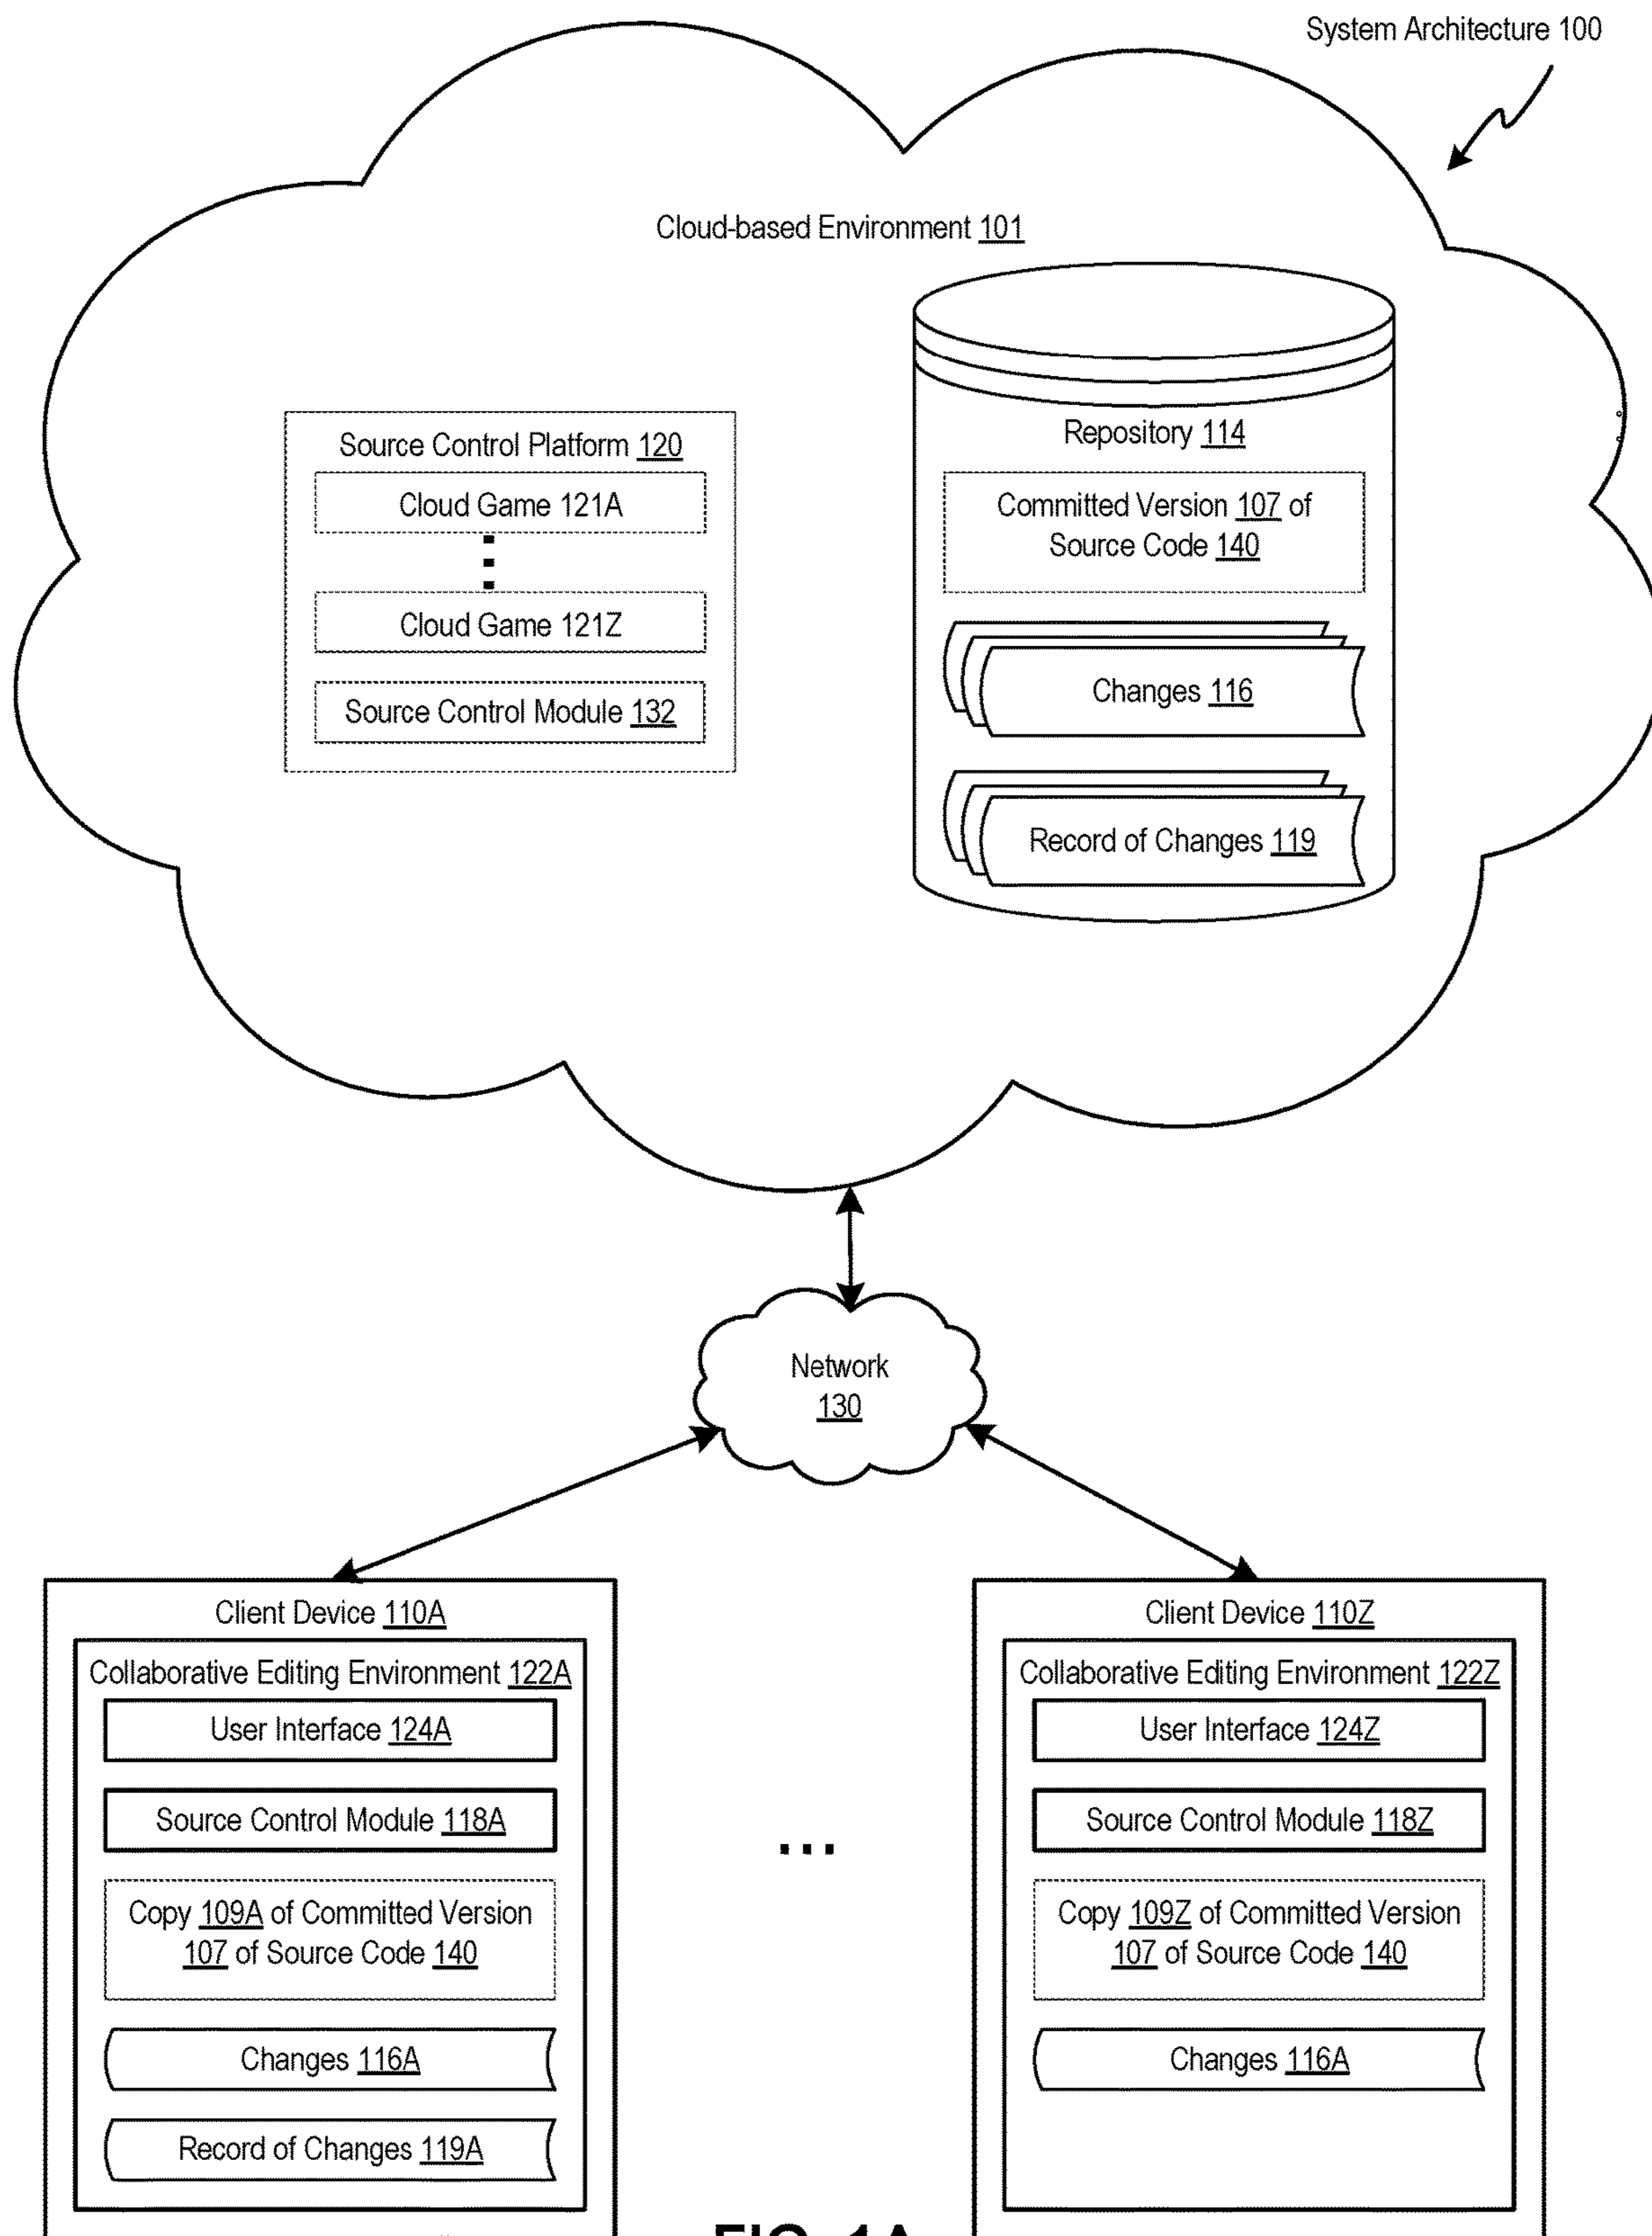 System Architecture 100
Cloud-based Environment 101
Source Control Platform 120
Cloud Game 121A
Cloud Game 121Z
Source Control Module 132
Repository 114
Committed Version 107 of
Source Code 140
Changes 116
Record of Changes 119
Network
130
Client Device 110A
Collaborative Editing Environment 122A
User Interface 124A
Source Control Module 118A
Copy 109A of Committed Version
107 of Source Code 140
Changes 116A
Record of Changes 119A
...
Client Device 110Z
Collaborative Editing Environment 122Z
User Interface 124Z
Source Control Module 118Z
Copy 109Z of Committed Version
107 of Source Code 140
Changes 116A
FIG. 1A